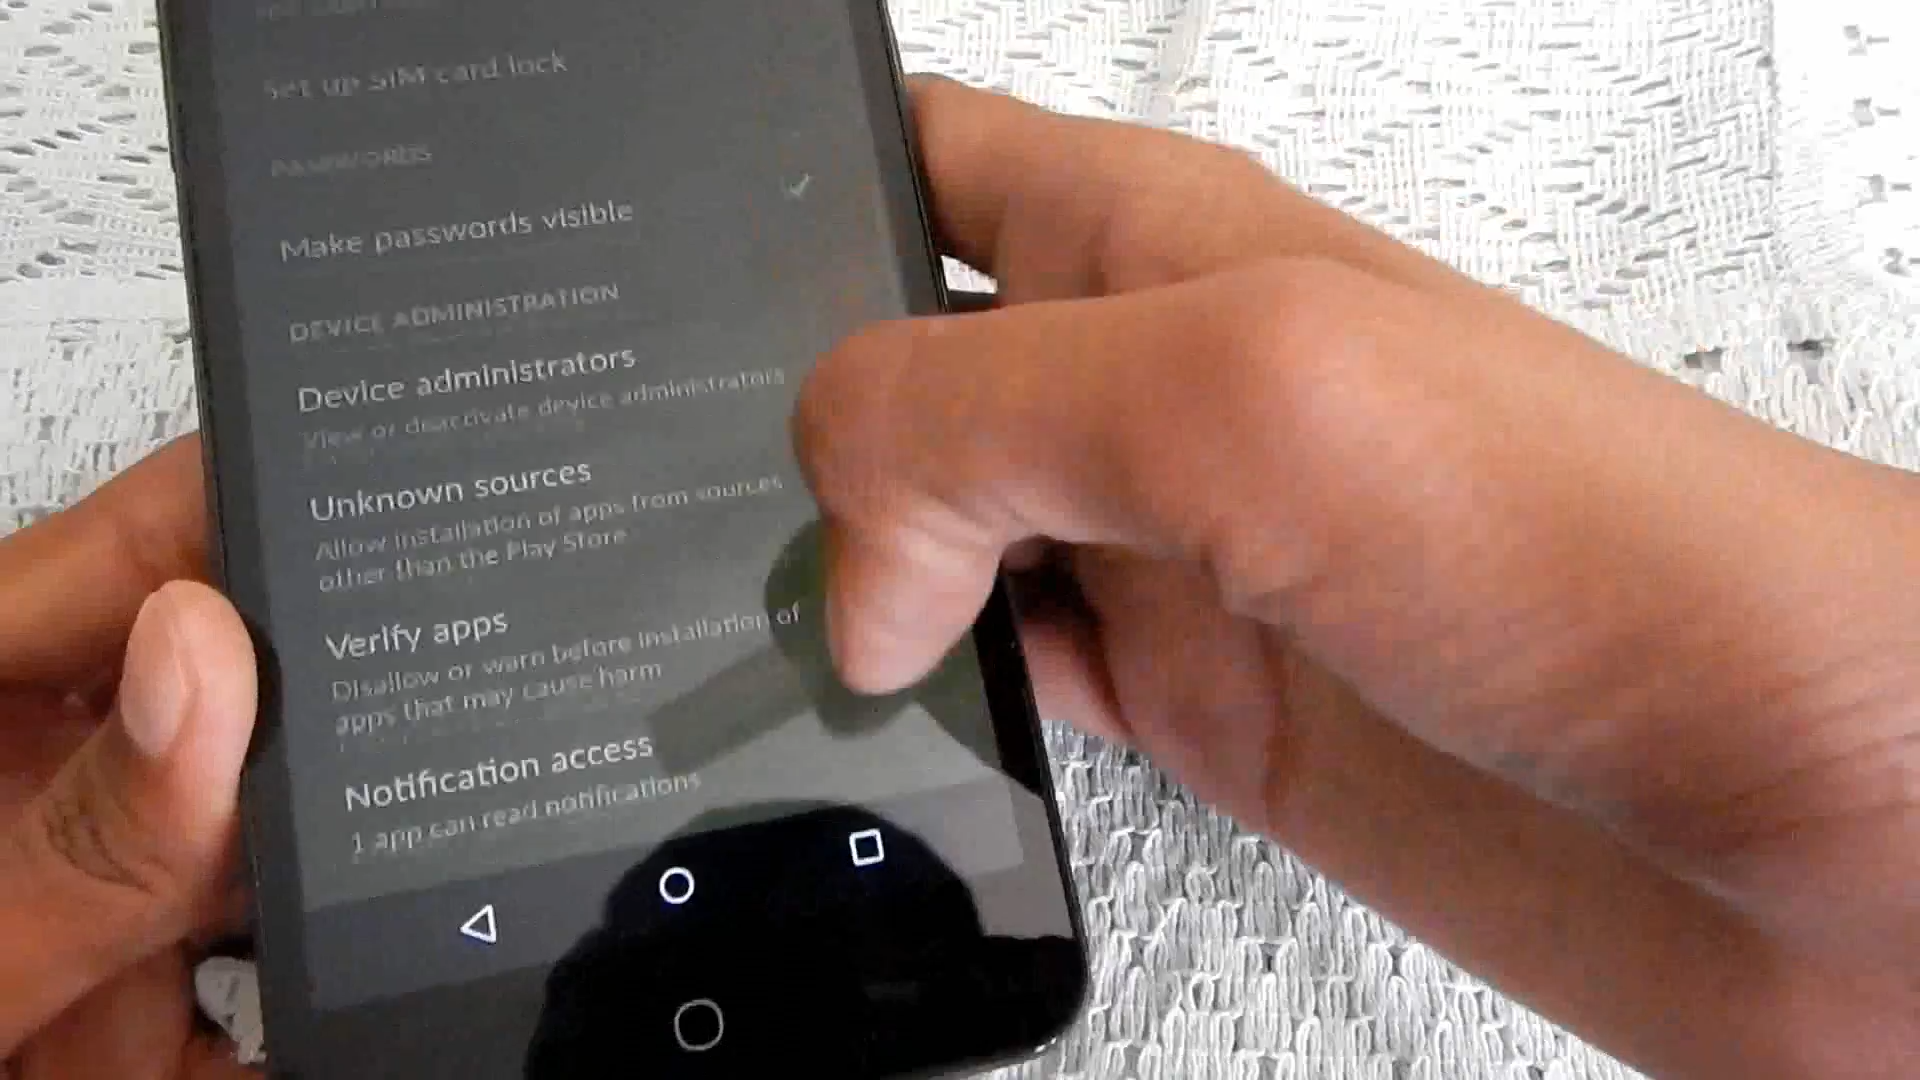 Set up SIM card lock
PASSWORDS
Make passwords visible
DEVICE ADMINISTRATION
Device administrators
View or deactivate device administrators
Unknown sources
Allow installation of apps from sources
other than the Play Store
Verify apps
Disallow or warn before installation of
apps that may cause harm
Notification access
1 app can read notifications